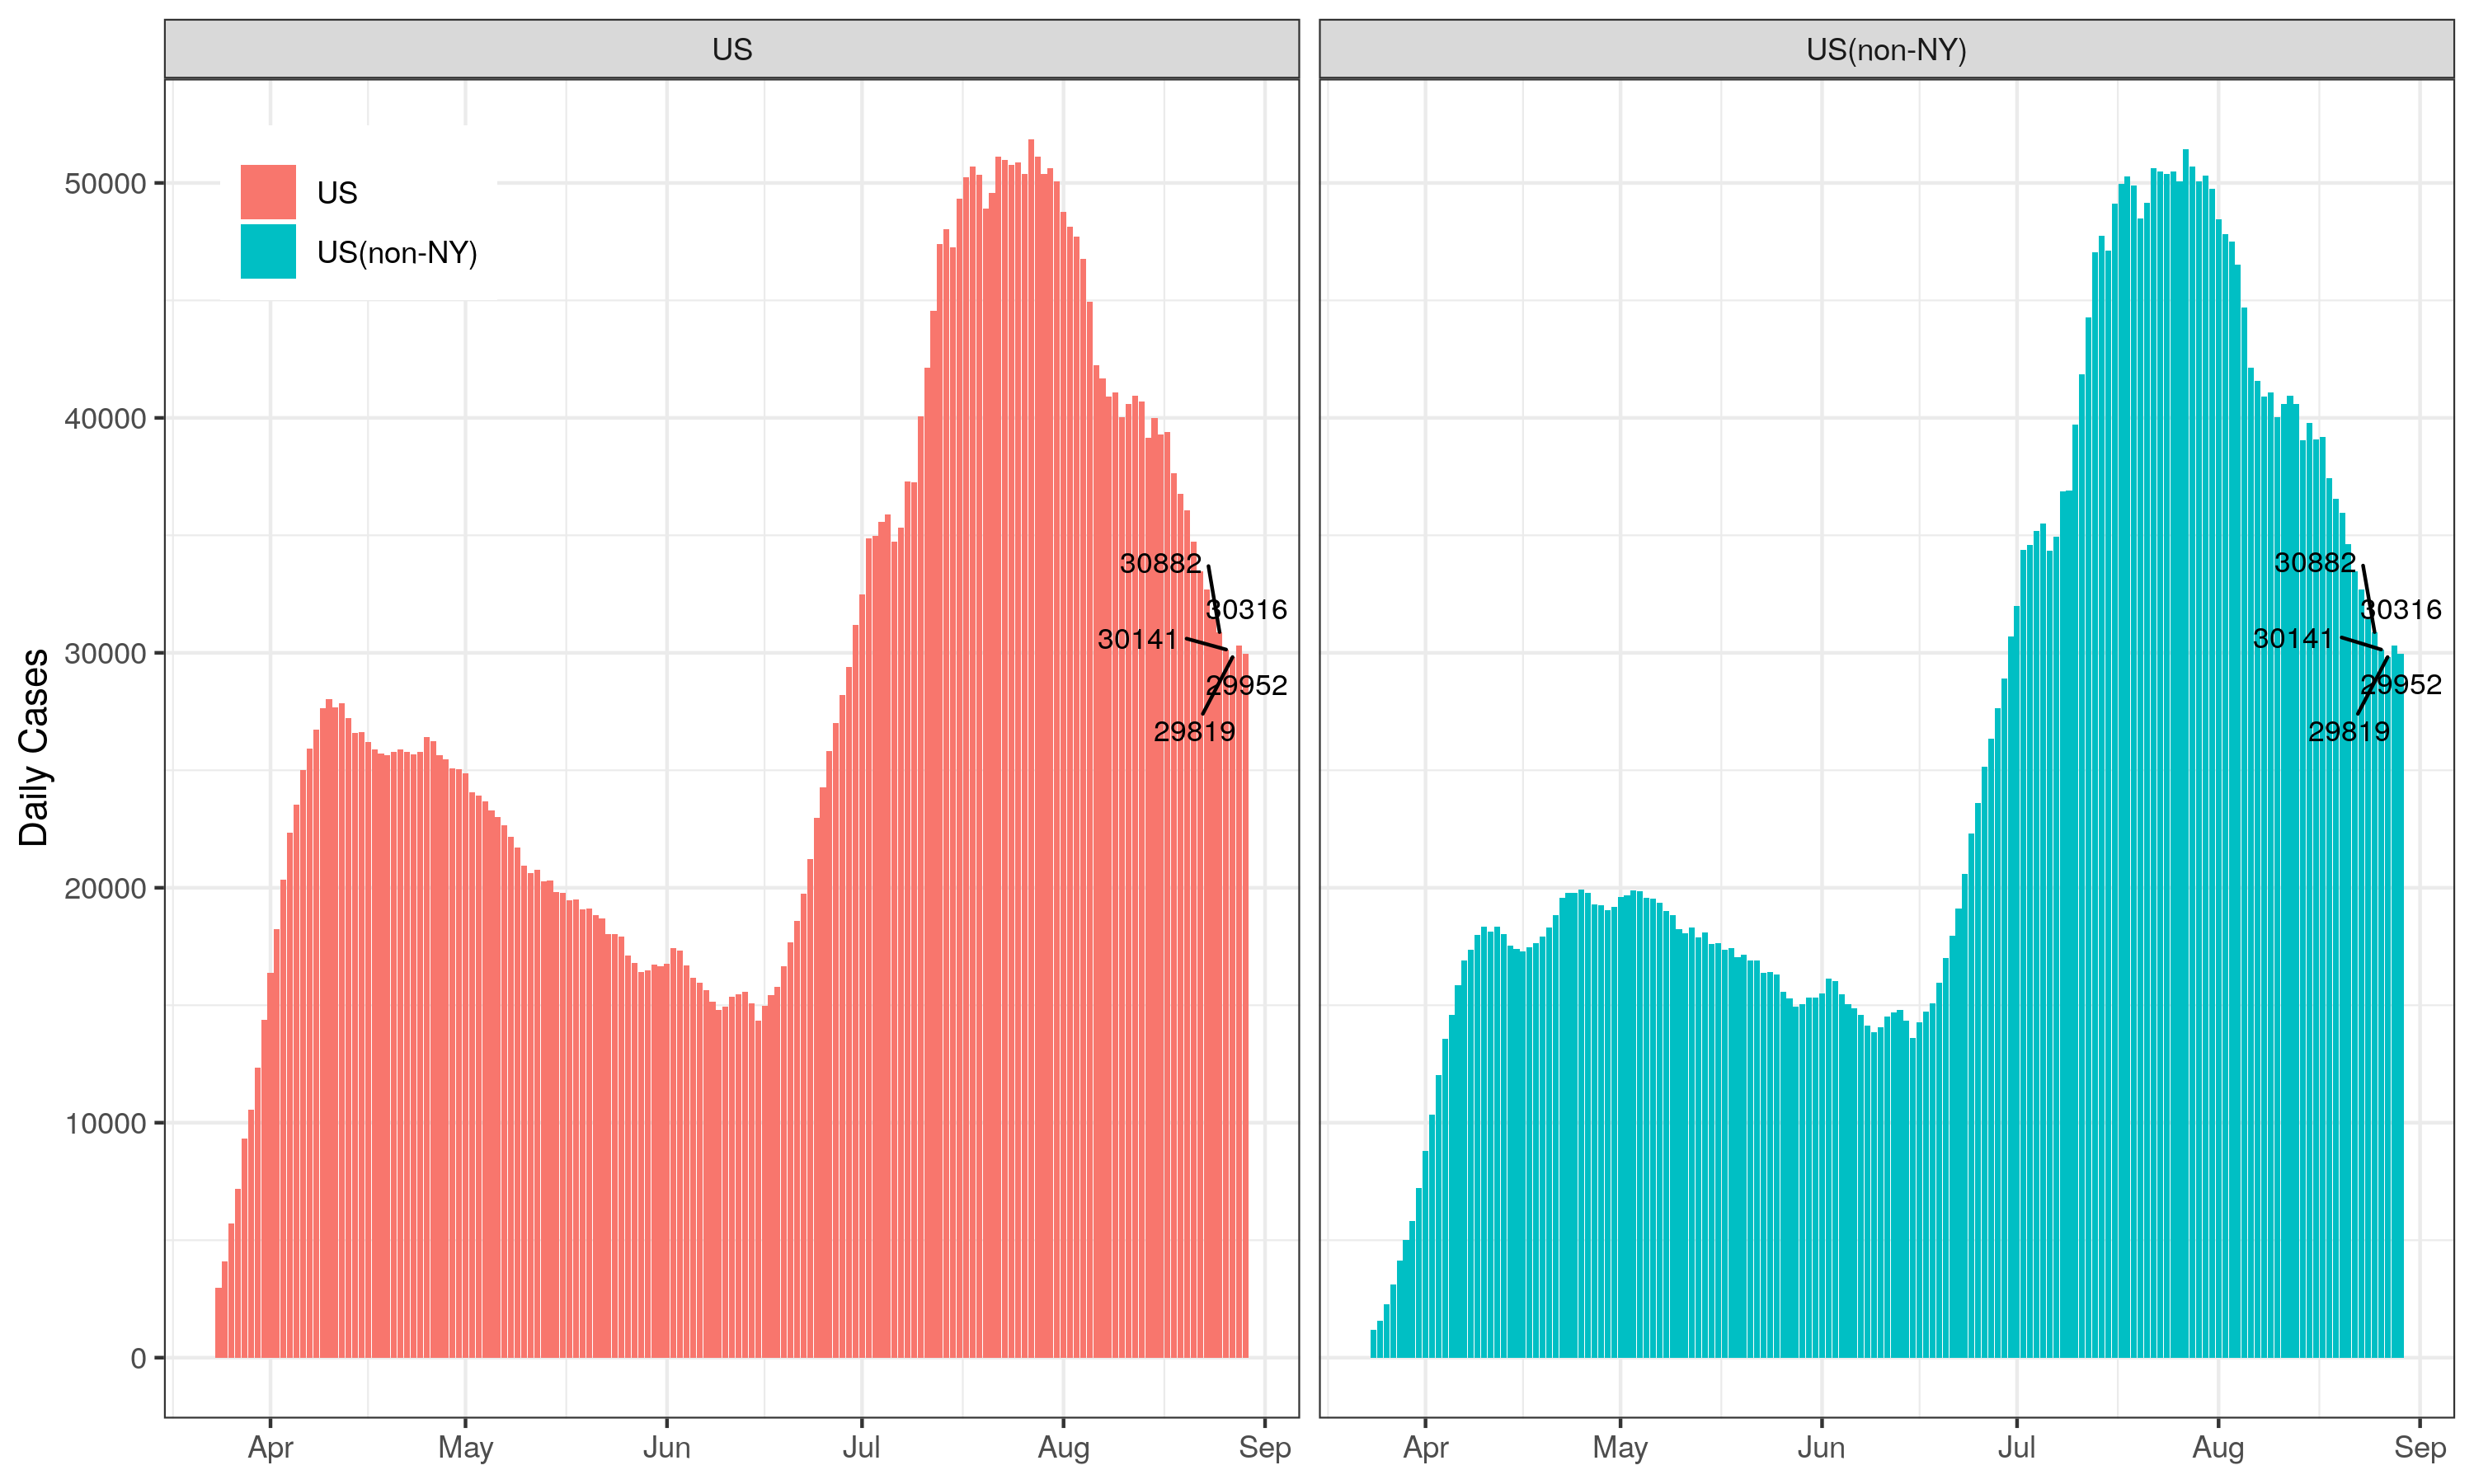 US
US(non-NY)
Daily Cases
50000
40000
30000
20000
10000
0
US
US(non-NY)
30882
30316
30141
29952
29819
30882
30316
30141
29952
29819
Apr
May
Jun
Jul
Aug
Sep
Apr
May
Jun
Jul
Aug
Sep